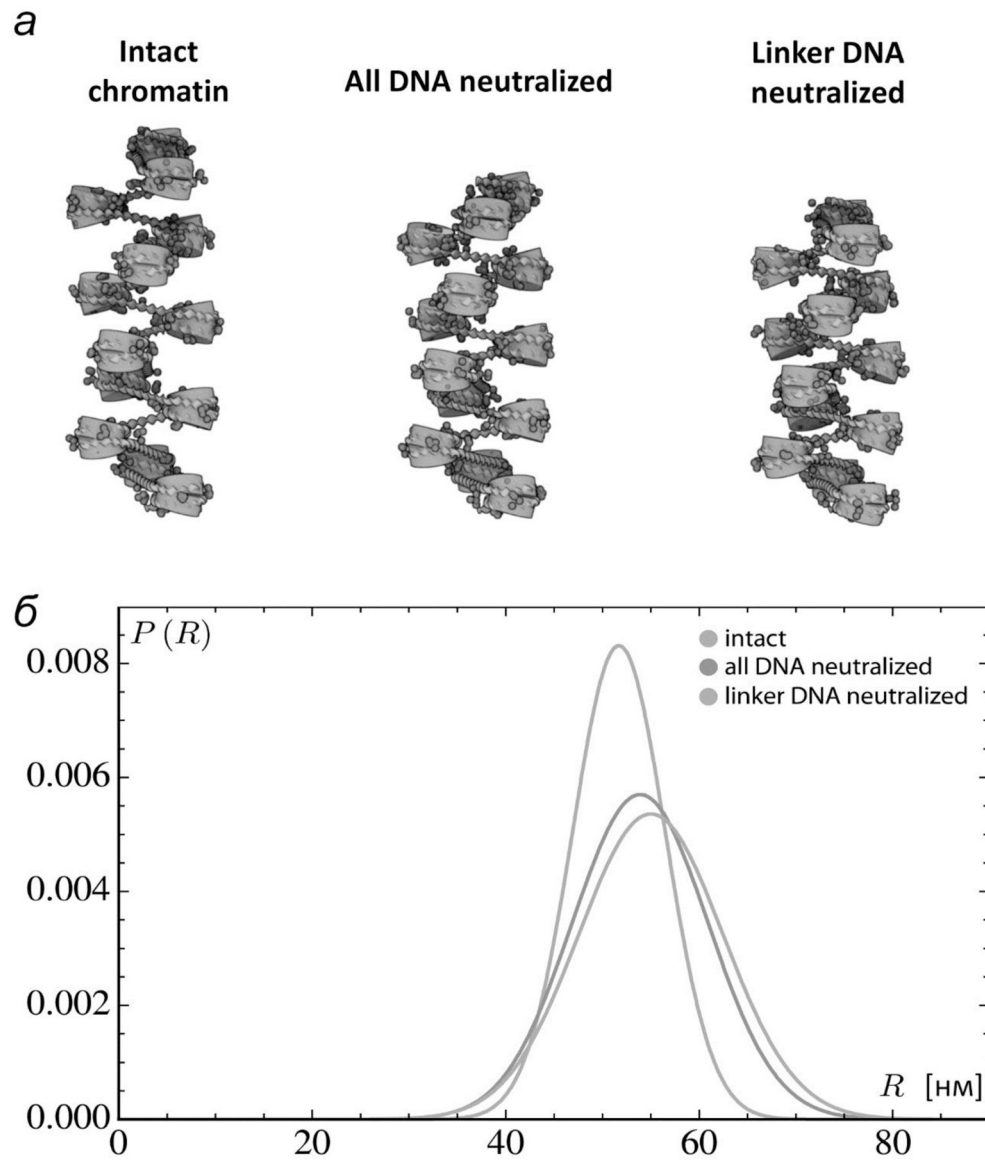 а
Intact
chromatin
All DNA neutralized
Linker DNA
neutralized
б
P (R)
intact
all DNA neutralized
linker DNA neutralized
0.008
0.006
0.004
0.002
0.000
R [нм]
0 20 40 60 80